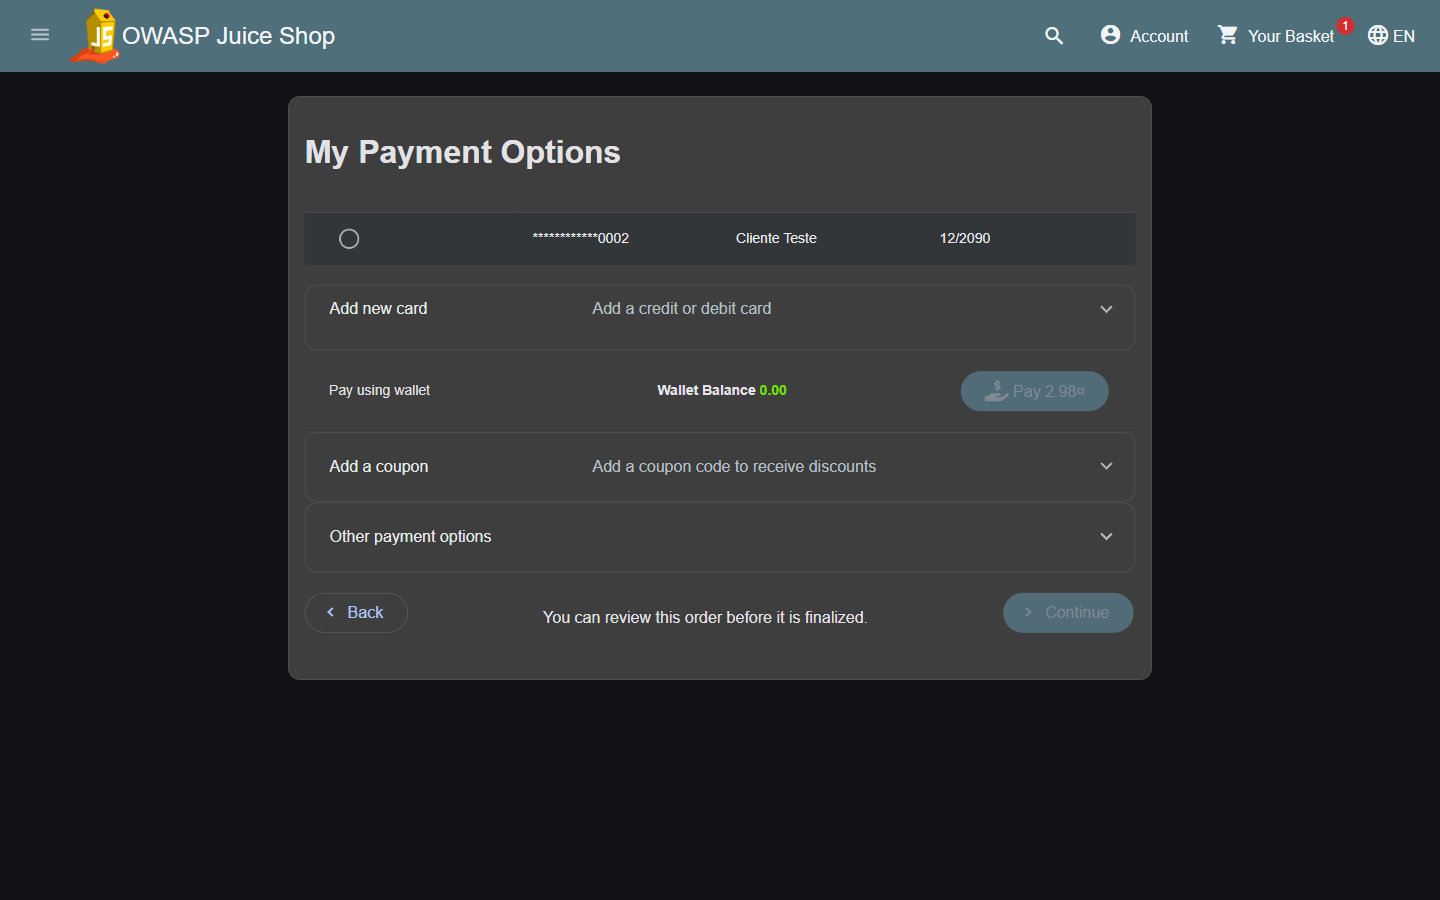 OWASP Juice Shop
Account
Your Basket
1
EN
My Payment Options
************0002 Cliente Teste 12/2090
Add new card Add a credit or debit card
Pay using wallet Wallet Balance 0.00 Pay 2.98¤
Add a coupon Add a coupon code to receive discounts
Other payment options
Back You can review this order before it is finalized. Continue